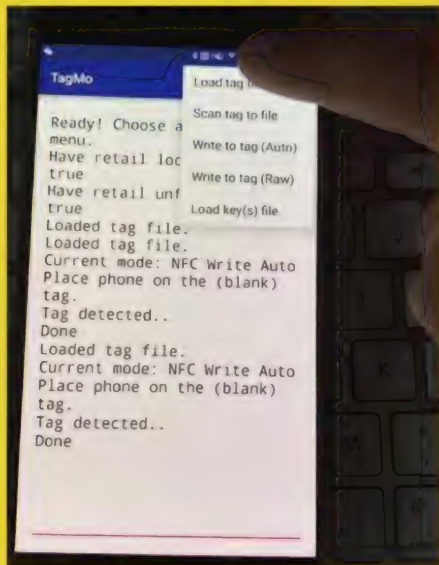 TagMo
Load tag
Scan tag to file
Write to tag (Auto)
Write to tag (Raw)
Load key(s) file
Ready! Choose a
menu.
Have retail loc
true
Have retail unf
true
Loaded tag file.
Loaded tag file.
Current mode: NFC Write Auto
Place phone on the (blank)
tag.
Tag detected..
Done
Loaded tag file.
Current mode: NFC Write Auto
Place phone on the (blank)
tag.
Tag detected..
Done
K